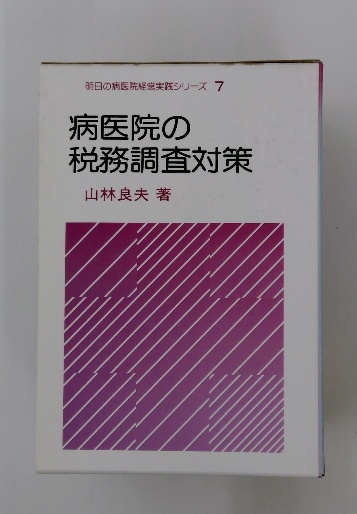 明日の病医院経営実践シリーズ 7
病医院の
税務調査対策
山林良夫 著